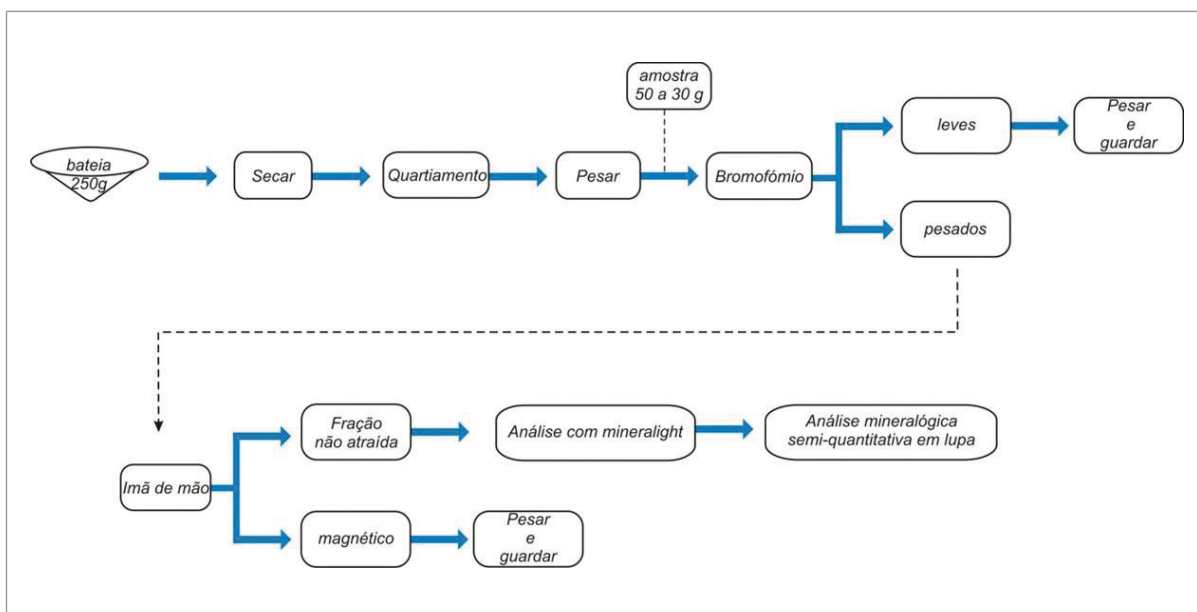 bateia
250g
Secar
Quartiamento
Pesar
amostra
50 a 30 g
Bromofómio
leves
Pesar
e
guardar
pesados
Imã de mão
Fração
não atraída
Análise com mineralight
Análise mineralógica
semi-quantitativa em lupa
magnético
Pesar
e
guardar